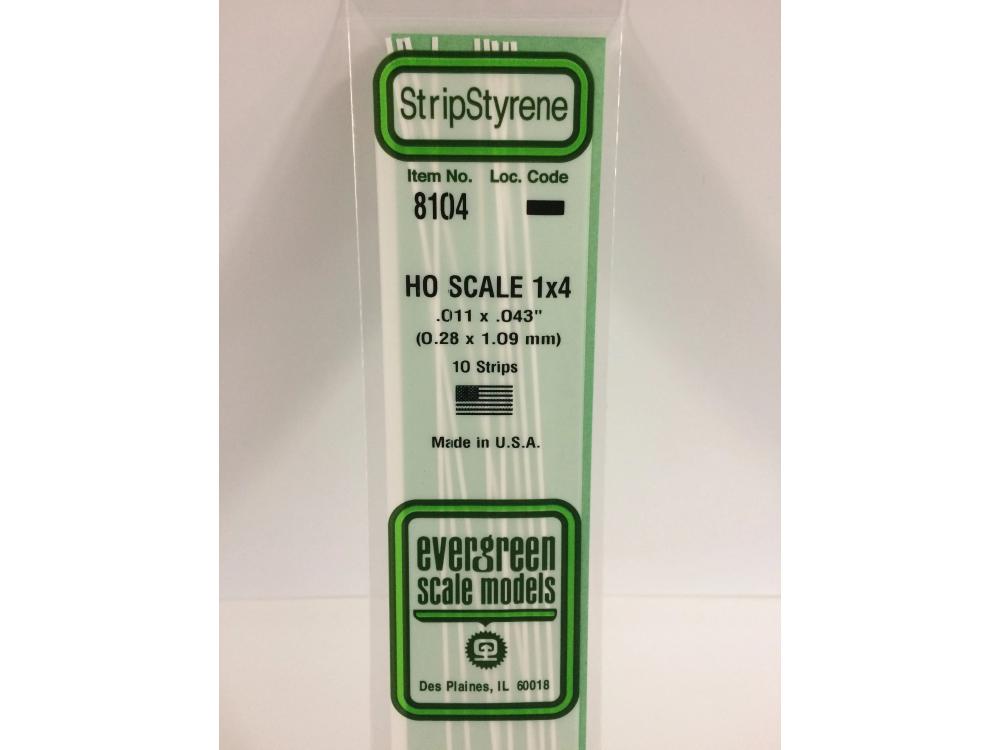 StripStyrene
Item No. Loc. Code
8104
HO SCALE 1x4
.011 x .043"
(0.28 x 1.09 mm)
10 Strips
Made in U.S.A.
evergreen
scale models
Des Plaines, IL 60018